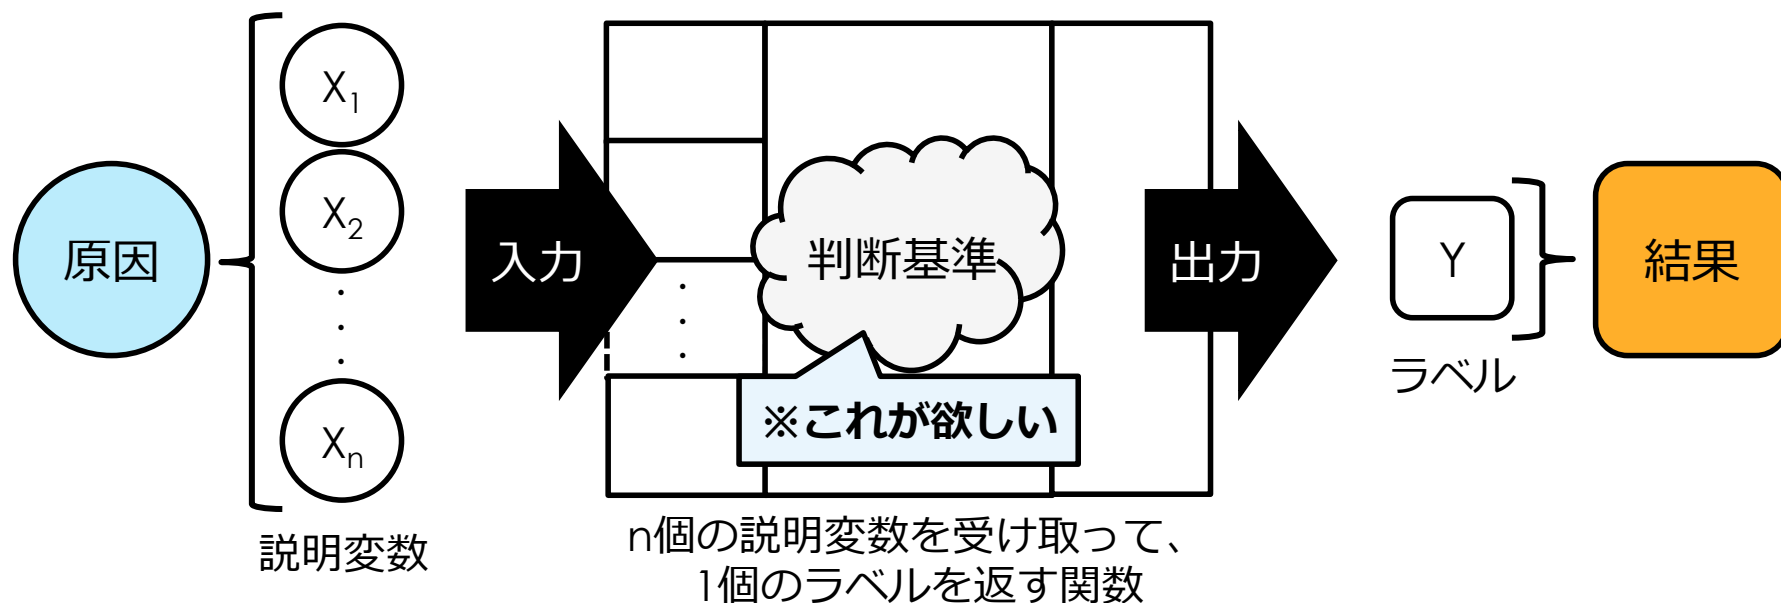 原因
X1
X2
・
・
・
Xn
説明変数
入力
・
・
・
判断基準
※これが欲しい
n個の説明変数を受け取って、
1個のラベルを返す関数
出力
Y
ラベル
結果